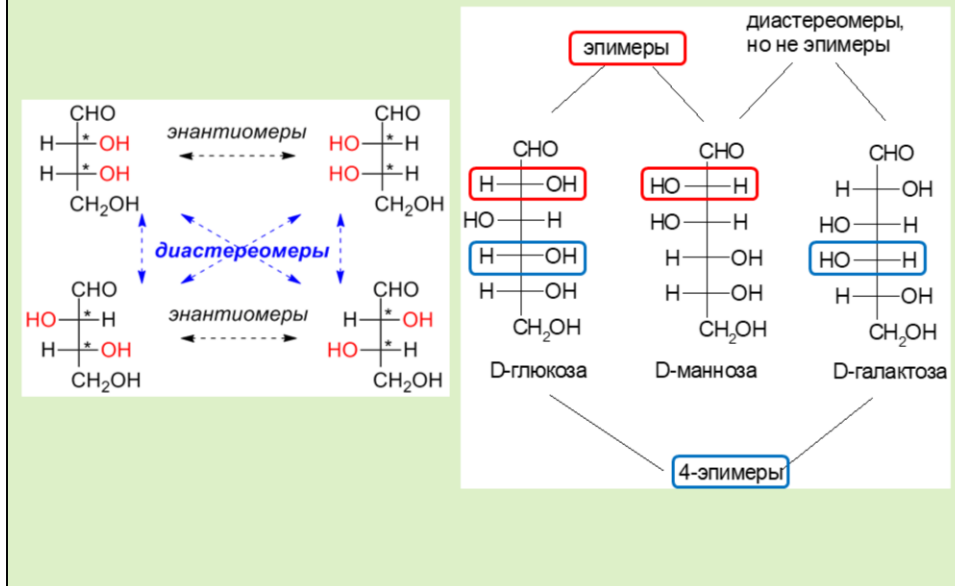 CHO
H * OH
H * OH
CH2OH
энантиомеры
CHO
HO * H
HO * H
CH2OH
диастереомеры
CHO
HO * H
H * OH
CH2OH
энантиомеры
CHO
H * OH
HO * H
CH2OH
эпимеры
диастереомеры,
но не эпимеры
CHO
H OH
HO H
H OH
H OH
CH2OH
D-глюкоза
CHO
HO H
HO H
H OH
H OH
CH2OH
D-манноза
CHO
H OH
HO H
HO H
H OH
CH2OH
D-галактоза
4-эпимеры